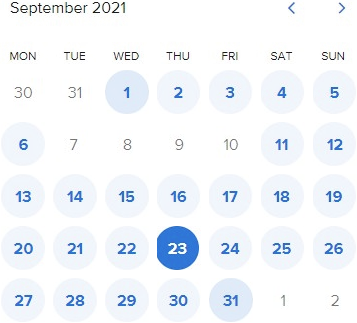 September 2021
MON TUE WED THU FRI SAT SUN
30 31 1 2 3 4 5
6 7 8 9 10 11 12
13 14 15 16 17 18 19
20 21 22 23 24 25 26
27 28 29 30 31 1 2